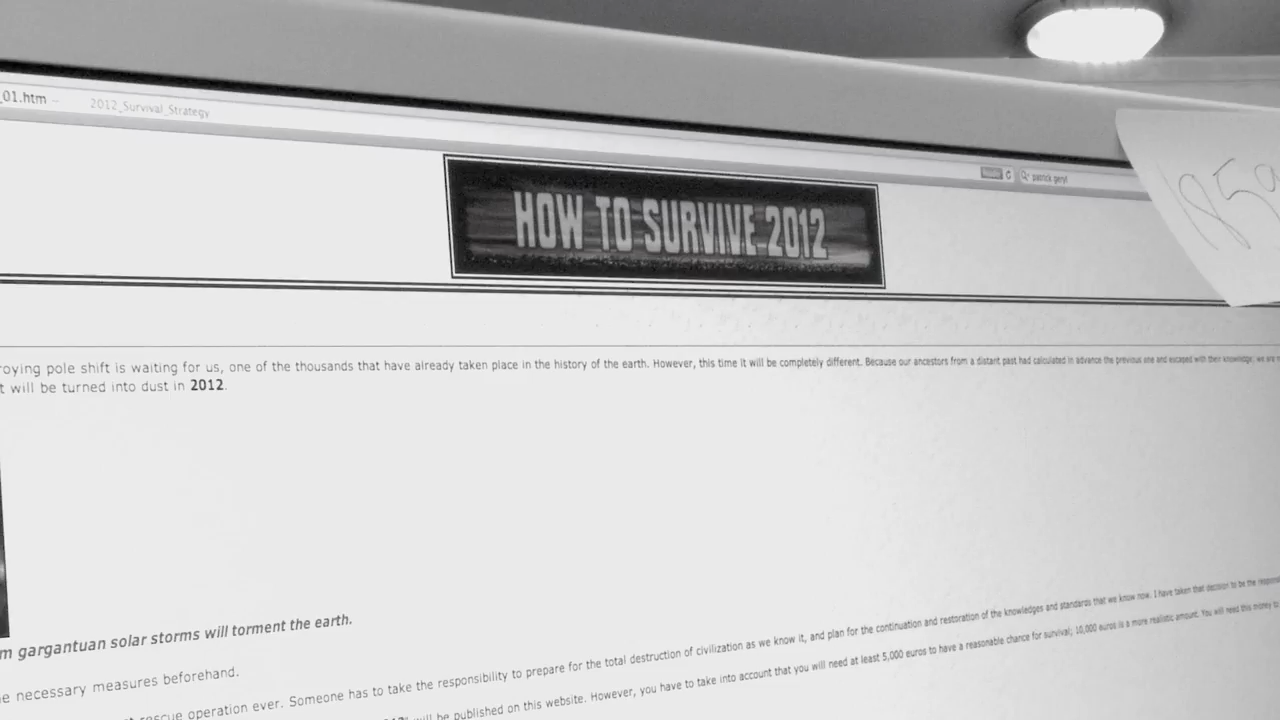 _01.htm
2012_Survival_Strategy
Reader
patrick geryl
1859
HOW TO SURVIVE 2012
roying pole shift is waiting for us, one of the thousands that have already taken place in the history of the earth. However, this time it will be completely different. Because our ancestors from a distant past had calculated in advance the previous one and escaped with their knowledge; we are
t will be turned into dust in 2012.
m gargantuan solar storms will torment the earth.
e necessary measures beforehand.
rescue operation ever. Someone has to take the responsibility to prepare for the total destruction of civilization as we know it, and plan for the continuation and restoration of the knowledges and standards that we know now. I have taken that decision to be the
will be published on this website. However, you have to take into account that you will need at least 5,000 euros to have a reasonable chance for survival; 10,000 euros is a more realistic amount. You will need this money to